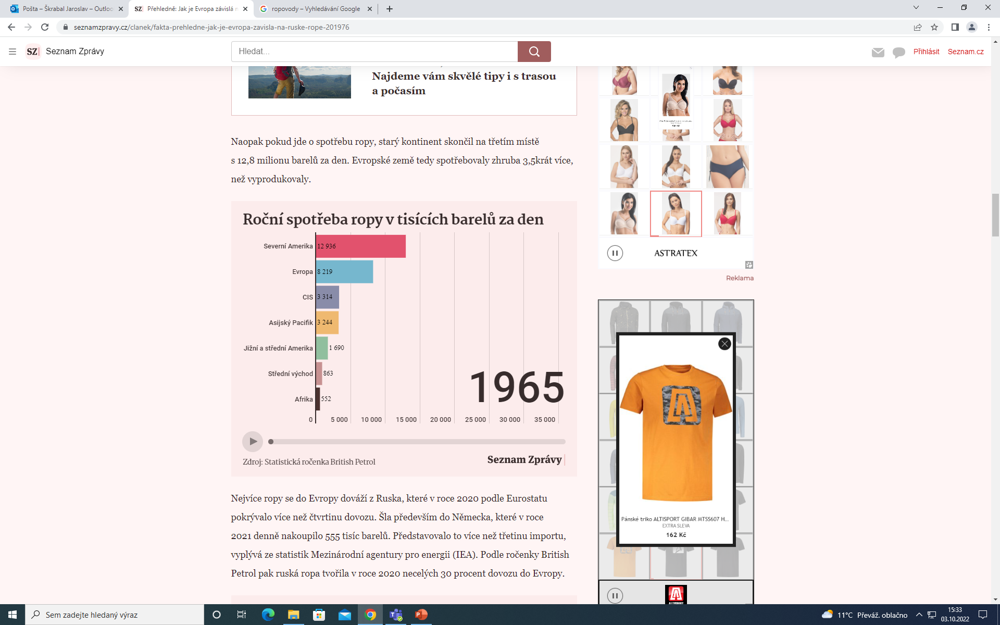 Pošta – Škrabal Jaroslav – Outloo
Přehledně: Jak je Evropa závislá n
ropovody – Vyhledávání Google
seznamzpravy.cz/clanek/fakta-prehledne-jak-je-evropa-zavisla-na-ruske-rope-201976
SZ Seznam Zprávy
Hledat...
Přihlásit
Seznam.cz
Najdeme vám skvělé tipy i s trasou
a počasím
Naopak pokud jde o spotřebu ropy, starý kontinent skončil na třetím místě
s 12,8 milionu barelů za den. Evropské země tedy spotřebovaly zhruba 3,5krát více,
než vyprodukovaly.
Roční spotřeba ropy v tisících barelů za den
Severní Amerika 12 936
Evropa 8 219
CIS 3 314
Asijský Pacifik 3 244
Jižní a střední Amerika 1 690
Střední východ 863
Afrika 552
1965
0 5 000 10 000 15 000 20 000 25 000 30 000 35 000
Zdroj: Statistická ročenka British Petrol
Seznam Zprávy
Nejvíce ropy se do Evropy dováží z Ruska, které v roce 2020 podle Eurostatu
pokrývalo více než čtvrtinu dovozu. Šla především do Německa, které v roce
2021 denně nakoupilo 555 tisíc barelů. Představovalo to více než třetinu importu,
vyplývá ze statistik Mezinárodní agentury pro energii (IEA). Podle ročenky British
Petrol pak ruská ropa tvořila v roce 2020 necelých 30 procent dovozu do Evropy.
ASTRATEX
Reklama
Pánské triko ALTISPORT GIBAR MTSS607 H...
EXTRA SLEVA
162 Kč
ALTISPORT
Sem zadejte hledaný výraz
11°C Převáž. oblačno
15:33
03.10.2022